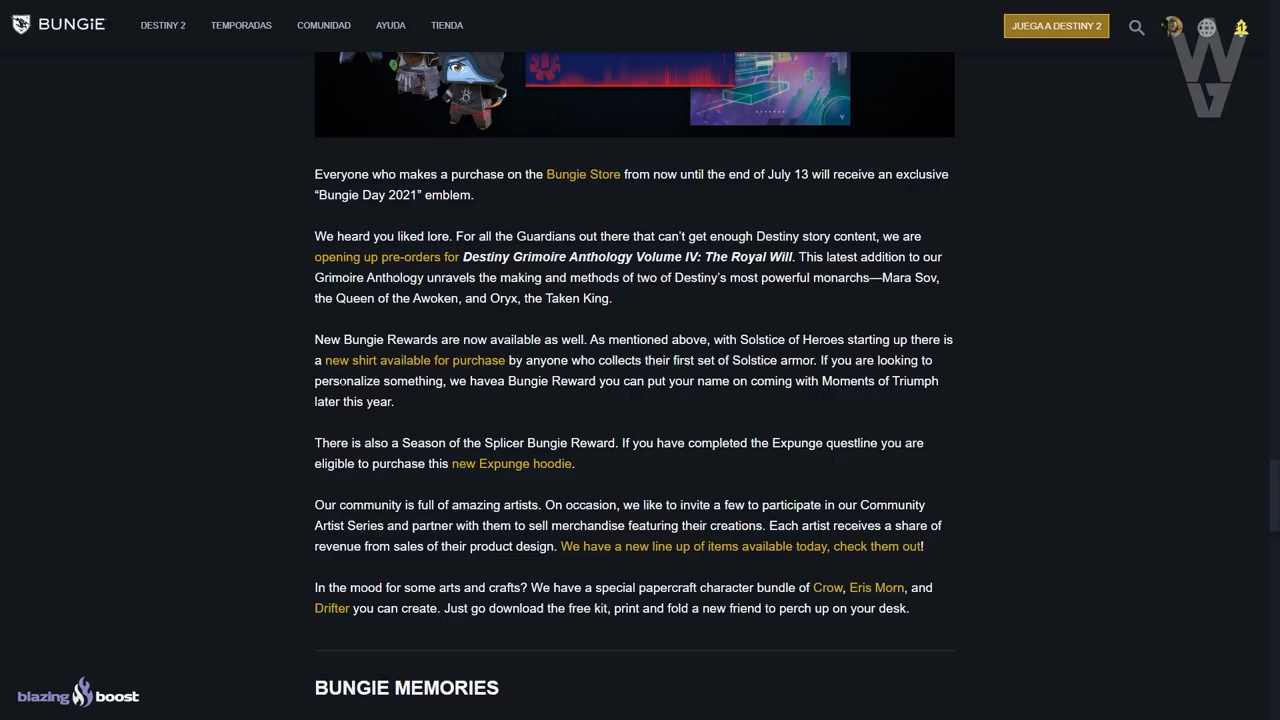 BUNGiE
DESTINY 2
TEMPORADAS
COMUNIDAD
AYUDA
TIENDA
JUEGA A DESTINY 2
1
WG
Everyone who makes a purchase on the Bungie Store from now until the end of July 13 will receive an exclusive
“Bungie Day 2021” emblem.
We heard you liked lore. For all the Guardians out there that can’t get enough Destiny story content, we are
opening up pre-orders for Destiny Grimoire Anthology Volume IV: The Royal Will. This latest addition to our
Grimoire Anthology unravels the making and methods of two of Destiny’s most powerful monarchs—Mara Sov,
the Queen of the Awoken, and Oryx, the Taken King.
New Bungie Rewards are now available as well. As mentioned above, with Solstice of Heroes starting up there is
a new shirt available for purchase by anyone who collects their first set of Solstice armor. If you are looking to
personalize something, we havea Bungie Reward you can put your name on coming with Moments of Triumph
later this year.
There is also a Season of the Splicer Bungie Reward. If you have completed the Expunge questline you are
eligible to purchase this new Expunge hoodie.
Our community is full of amazing artists. On occasion, we like to invite a few to participate in our Community
Artist Series and partner with them to sell merchandise featuring their creations. Each artist receives a share of
revenue from sales of their product design. We have a new line up of items available today, check them out!
In the mood for some arts and crafts? We have a special papercraft character bundle of Crow, Eris Morn, and
Drifter you can create. Just go download the free kit, print and fold a new friend to perch up on your desk.
BUNGIE MEMORIES
blazing boost